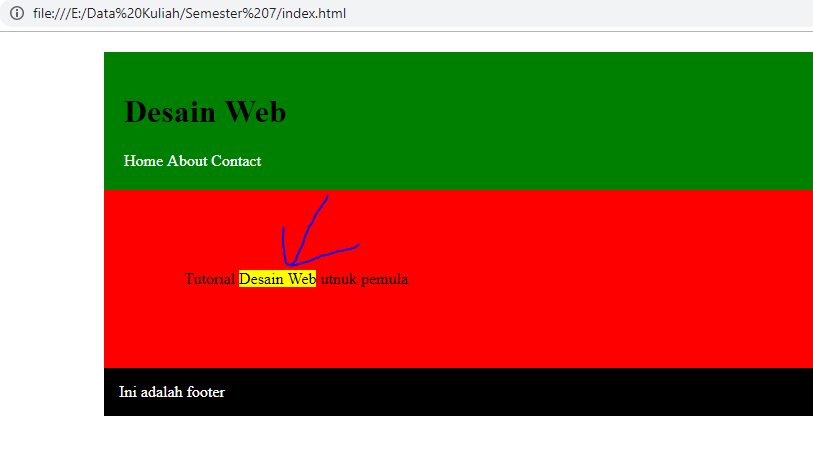 file:///E:/Data%20Kuliah/Semester%207/index.html
Desain Web
Home About Contact
Tutorial Desain Web utnuk pemula
Ini adalah footer